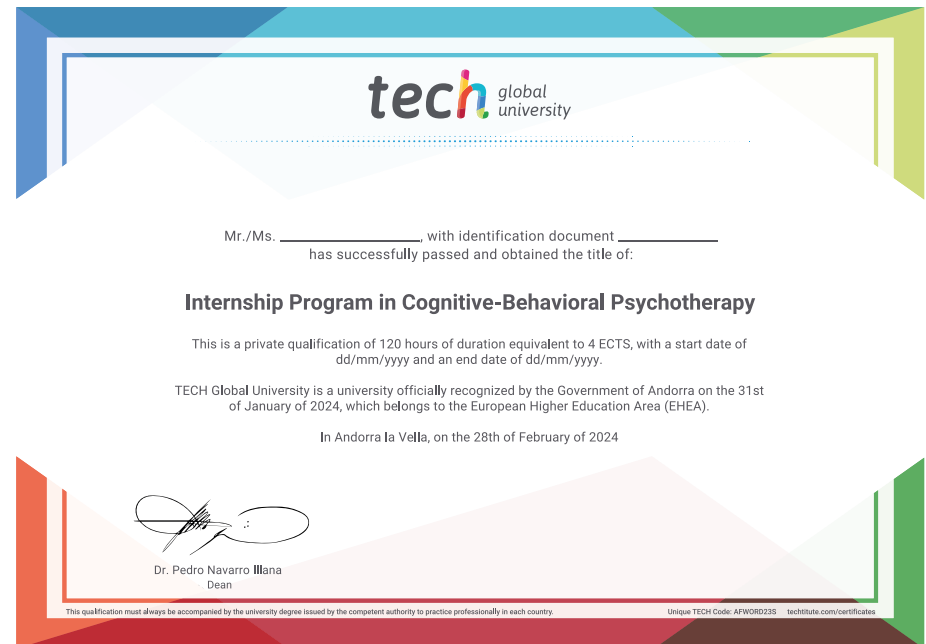 tech global university
Mr./Ms. ____________________, with identification document ______________
has successfully passed and obtained the title of:
Internship Program in Cognitive-Behavioral Psychotherapy
This is a private qualification of 120 hours of duration equivalent to 4 ECTS, with a start date of
dd/mm/yyyy and an end date of dd/mm/yyyy.
TECH Global University is a university officially recognized by the Government of Andorra on the 31st
of January of 2024, which belongs to the European Higher Education Area (EHEA).
In Andorra la Vella, on the 28th of February of 2024
Dr. Pedro Navarro Illana
Dean
This qualification must always be accompanied by the university degree issued by the competent authority to practice professionally in each country.
Unique TECH Code: AFWORD23S techtitute.com/certificates